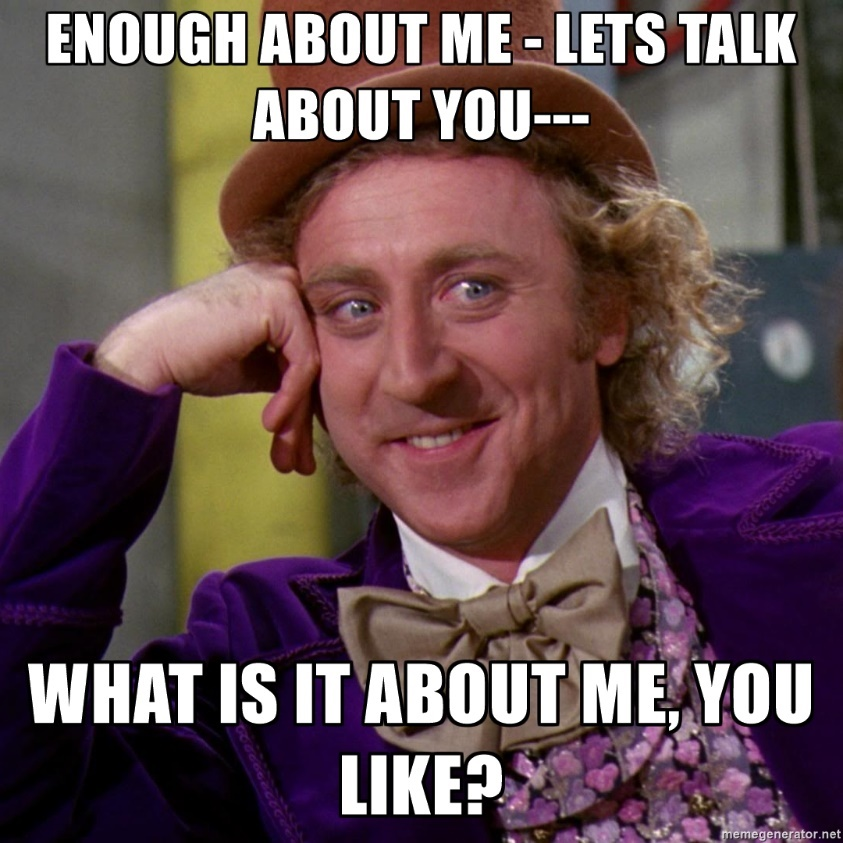 ENOUGH ABOUT ME - LETS TALK
ABOUT YOU---
WHAT IS IT ABOUT ME, YOU
LIKE?
memegenerator.net